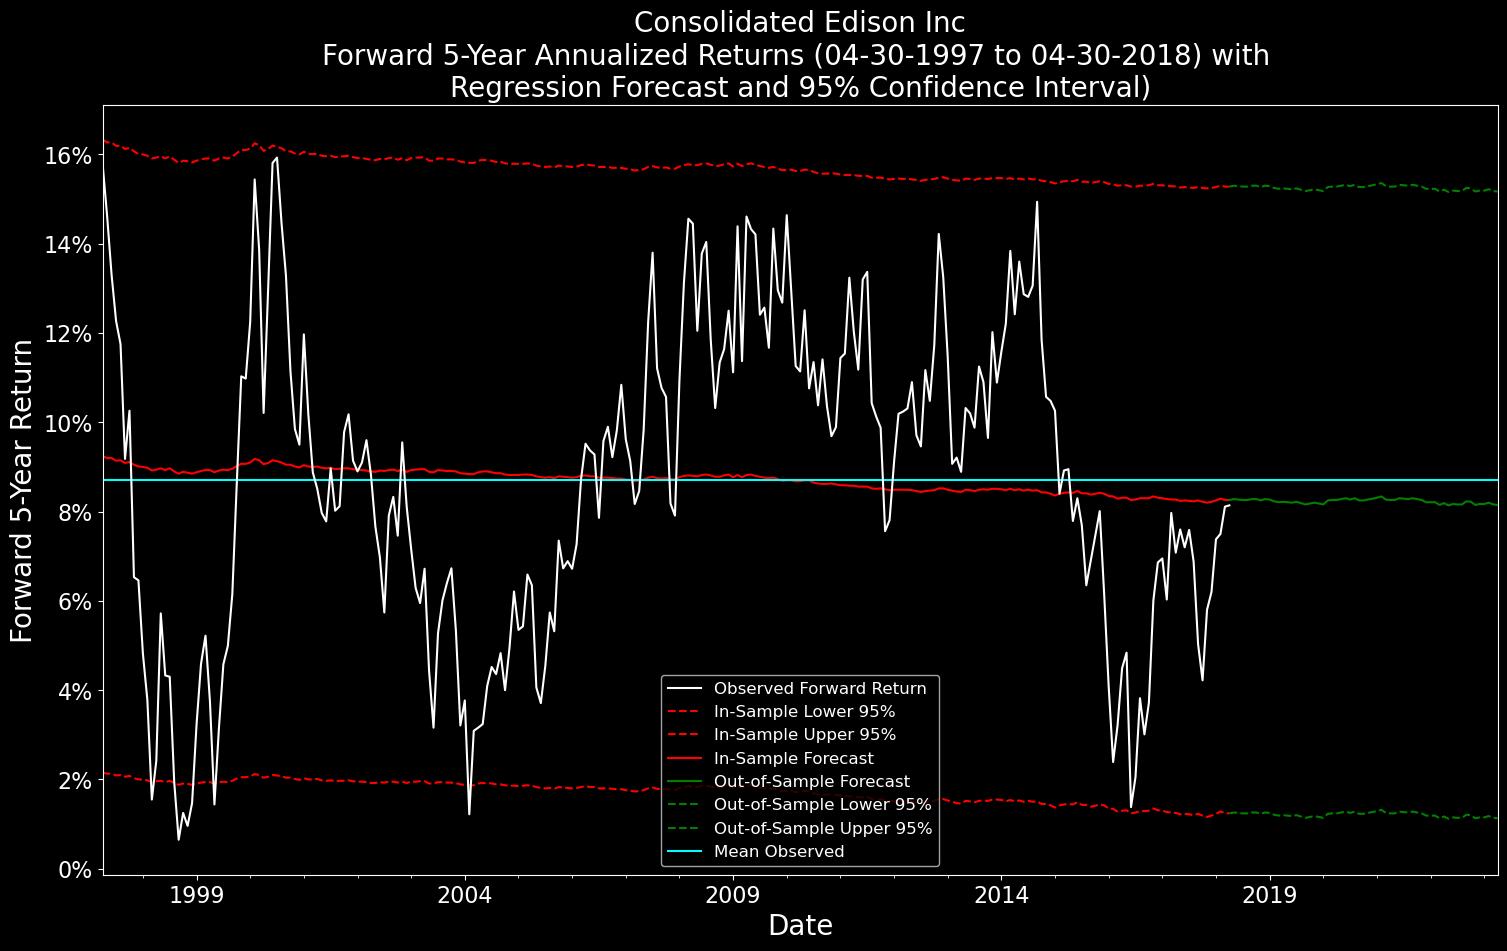 Consolidated Edison Inc
Forward 5-Year Annualized Returns (04-30-1997 to 04-30-2018) with
Regression Forecast and 95% Confidence Interval)
16%
14%
12%
10%
8%
6%
4%
2%
0%
Forward 5-Year Return
Observed Forward Return
In-Sample Lower 95%
In-Sample Upper 95%
In-Sample Forecast
Out-of-Sample Forecast
Out-of-Sample Lower 95%
Out-of-Sample Upper 95%
Mean Observed
1999
2004
2009
2014
2019
Date